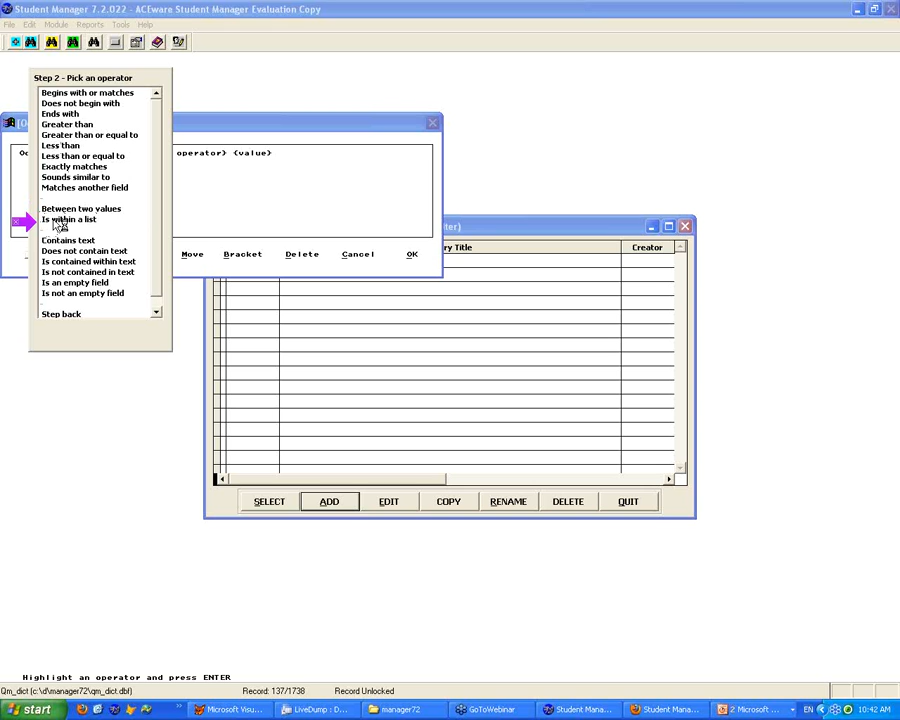 Student Manager 7.2.022 - ACEware Student Manager Evaluation Copy
File Edit Module Reports Tools Help
Step 2 - Pick an operator
Begins with or matches
Does not begin with
Ends with
Greater than
Greater than or equal to
Less than
Less than or equal to
Exactly matches
Sounds similar to
Matches another field
Between two values
Is within a list
Contains text
Does not contain text
Is contained within text
Is not contained in text
Is an empty field
Is not an empty field
Step back
operator} {value}
Move Bracket Delete Cancel OK
Title
Creator
SELECT ADD EDIT COPY RENAME DELETE QUIT
Highlight an operator and press ENTER
Qm_dict (c:\d\manager72\qm_dict.dbf) Record: 137/1738 Record Unlocked
start Microsoft Visu... LiveDump : D... manager72 GoToWebinar Student Mana... Student Mana... 2 Microsoft ... EN 10:42 AM